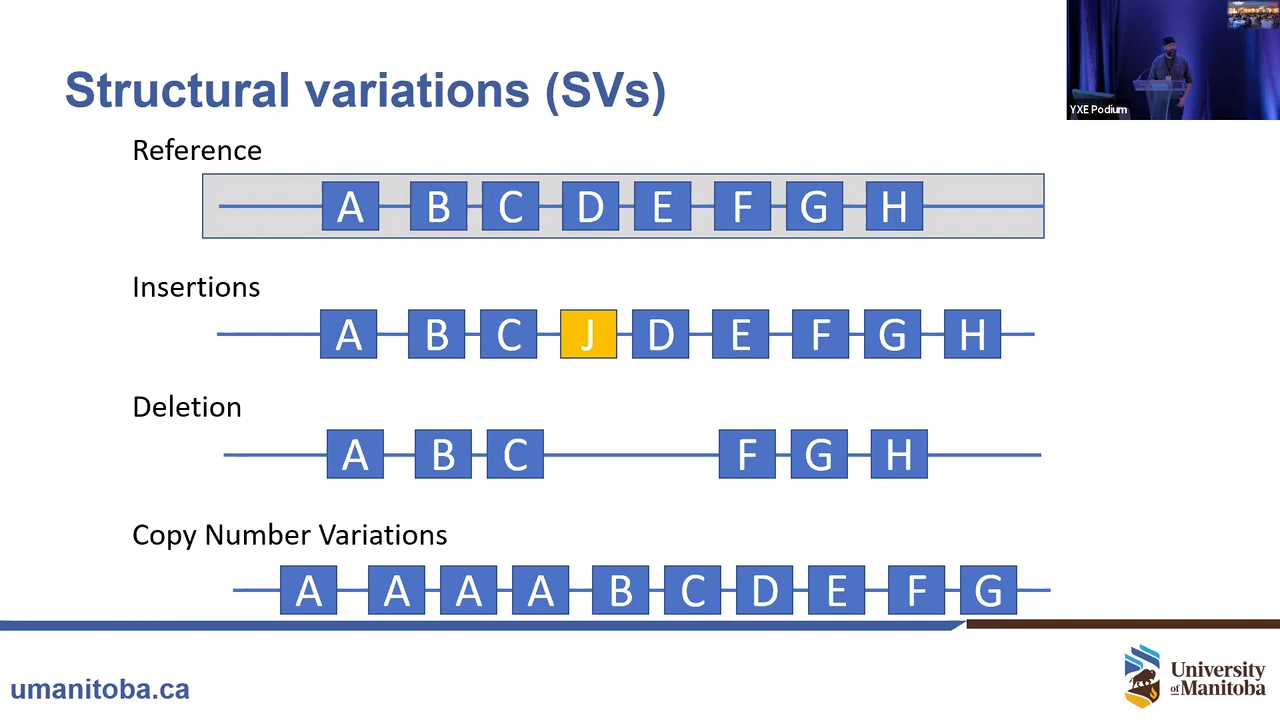 Structural variations (SVs)
YXE Podium
Reference
A B C D E F G H
Insertions
A B C J D E F G H
Deletion
A B C F G H
Copy Number Variations
A A A A B C D E F G
umanitoba.ca
University
of Manitoba